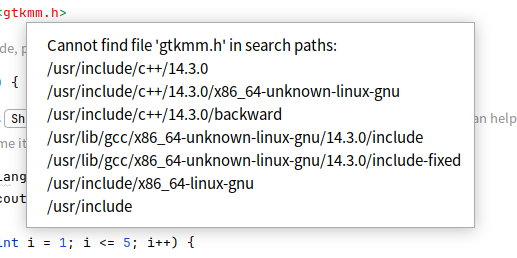 <gtkmm.h>
Cannot find file 'gtkmm.h' in search paths:
/usr/include/c++/14.3.0
/usr/include/c++/14.3.0/x86_64-unknown-linux-gnu
/usr/include/c++/14.3.0/backward
/usr/lib/gcc/x86_64-unknown-linux-gnu/14.3.0/include
/usr/lib/gcc/x86_64-unknown-linux-gnu/14.3.0/include-fixed
/usr/include/x86_64-linux-gnu
/usr/include
de, p
) {
Sh an help
me it
lang
cout
int i = 1; i <= 5; i++) {